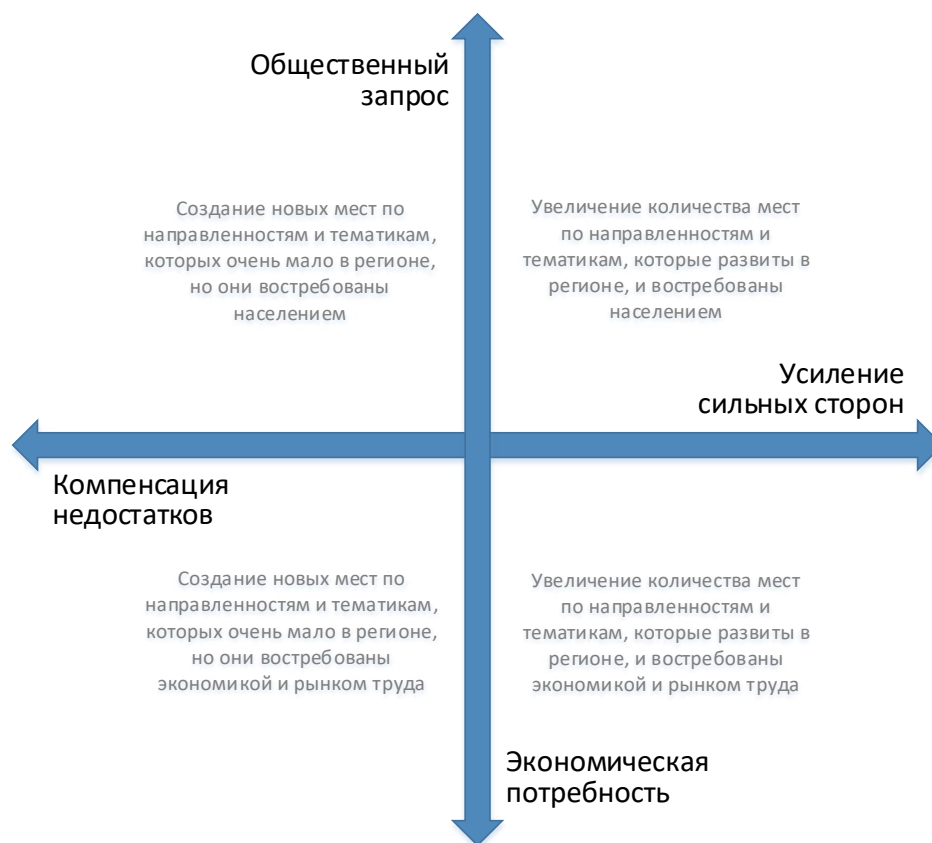 Общественный
запрос
Создание новых мест по
направленностям и тематикам,
которых очень мало в регионе,
но они востребованы
населением
Увеличение количества мест
по направленностям и
тематикам, которые развиты в
регионе, и востребованы
населением
Усиление
сильных сторон
Компенсация
недостатков
Создание новых мест по
направленностям и тематикам,
которых очень мало в регионе,
но они востребованы
экономикой и рынком труда
Увеличение количества мест
по направленностям и
тематикам, которые развиты в
регионе, и востребованы
экономикой и рынком труда
Экономическая
потребность